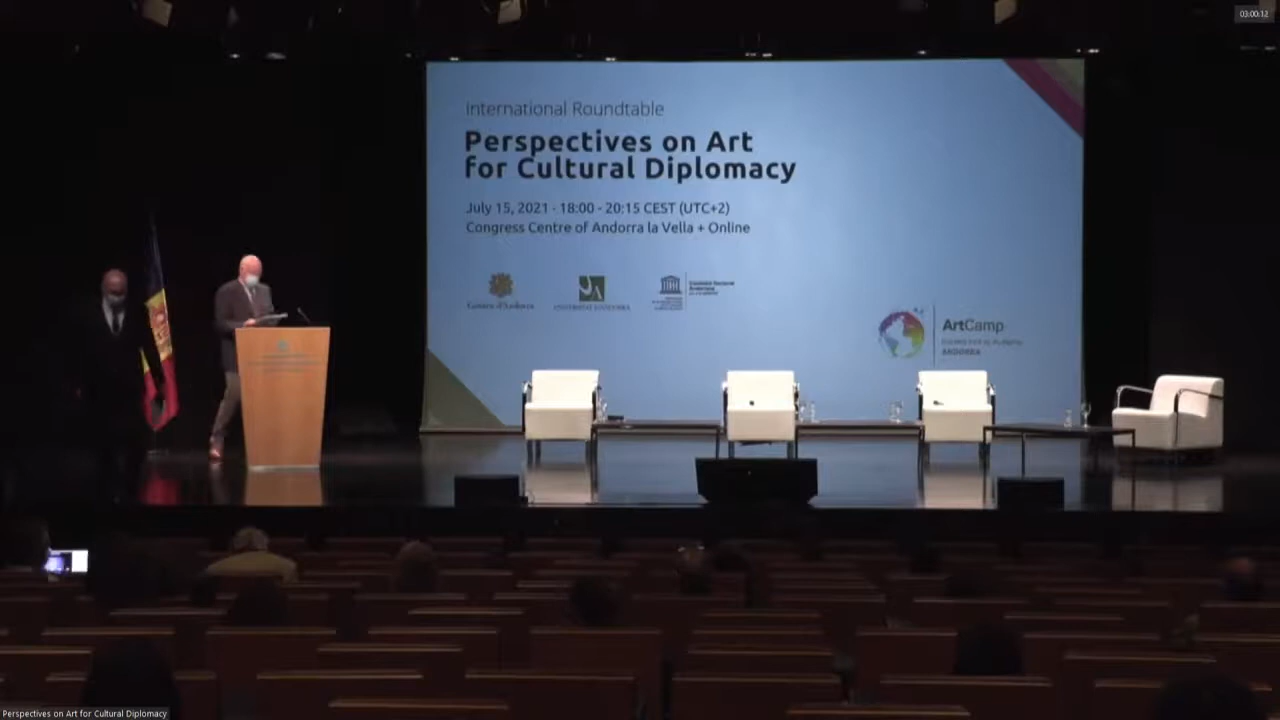 03:00:12
International Roundtable
Perspectives on Art
for Cultural Diplomacy
July 15, 2021 - 18:00 - 20:15 CEST (UTC+2)
Congress Centre of Andorra la Vella + Online
Govern d'Andorra
UNIVERSITAT D'ANDORRA
ArtCamp
ANDORRA
Perspectives on Art for Cultural Diplomacy